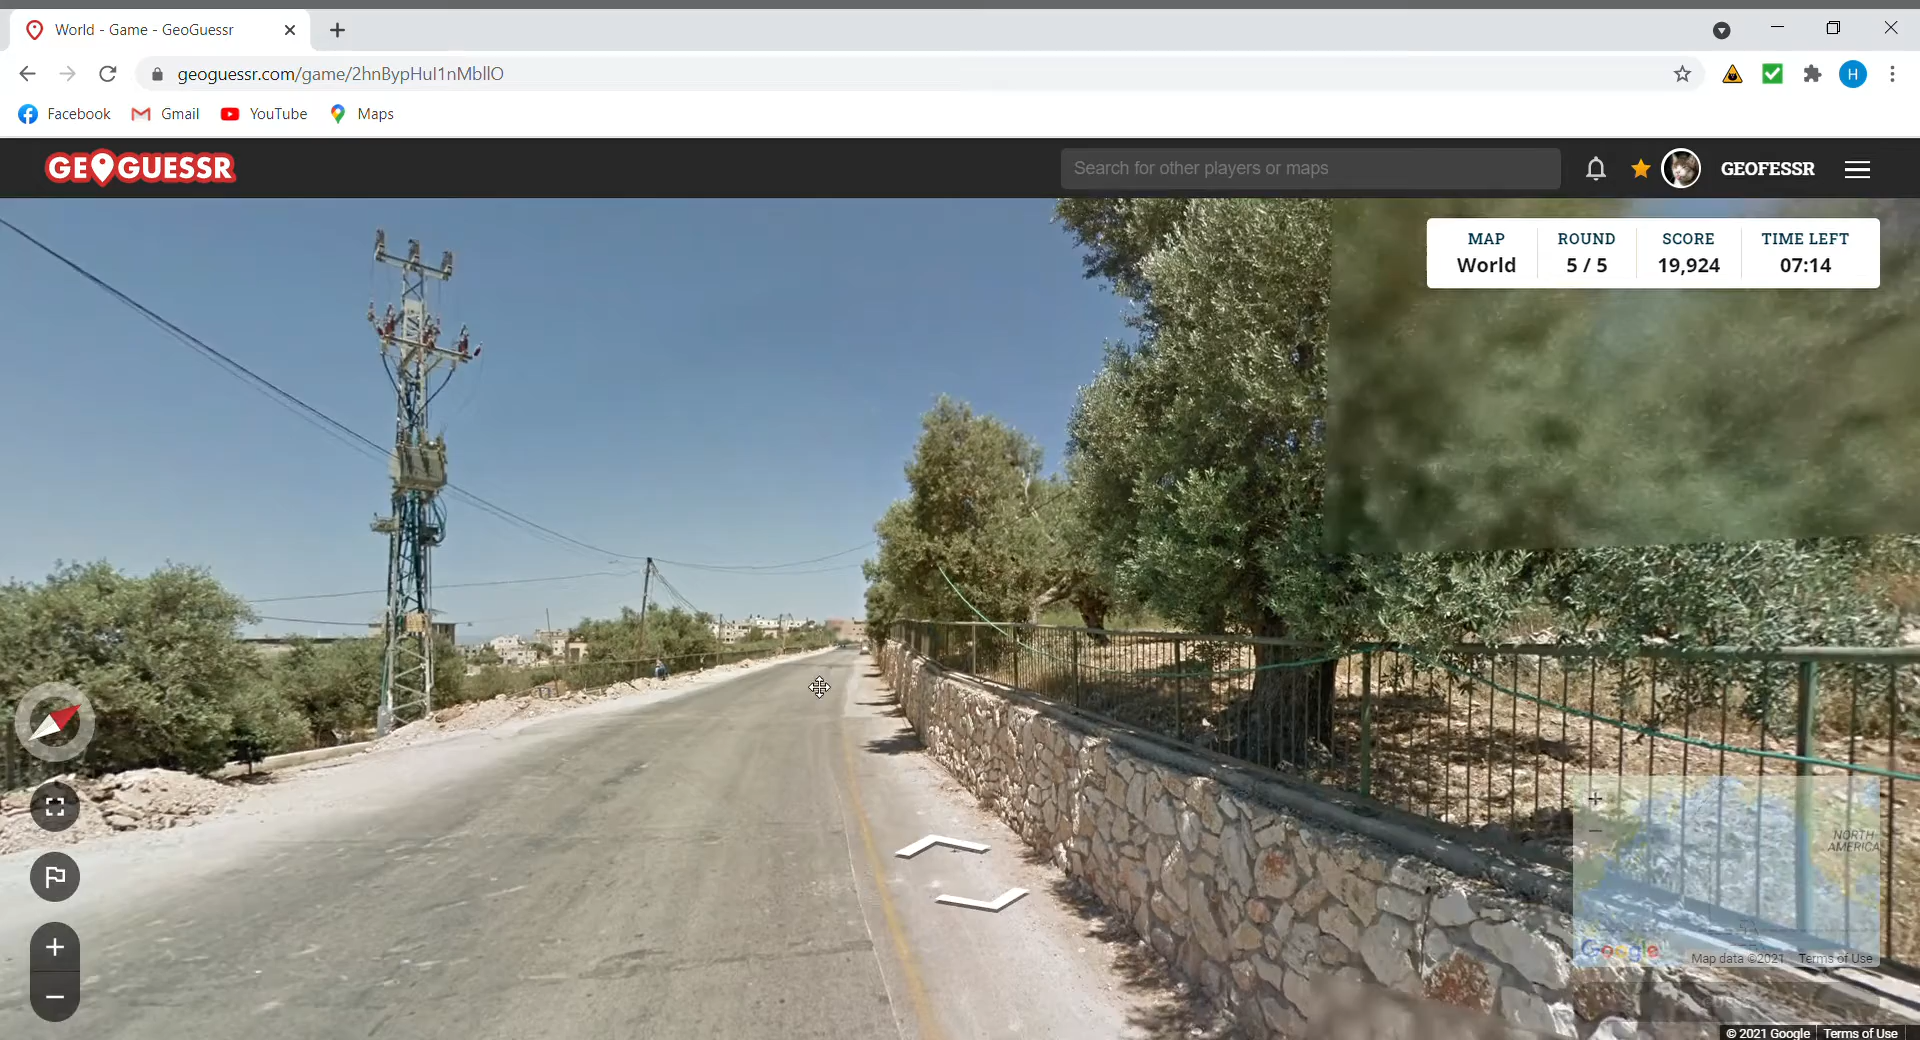 World - Game - GeoGuessr
geoguessr.com/game/2hnBypHuI1nMbllO
H
Facebook
Gmail
YouTube
Maps
GEOGUESSR
Search for other players or maps
GEOFESSR
MAP
ROUND
SCORE
TIME LEFT
World
5 / 5
19,924
07:14
NORTH
AMERICA
Google
Map data ©2021
Terms of Use
© 2021 Google
Terms of Use